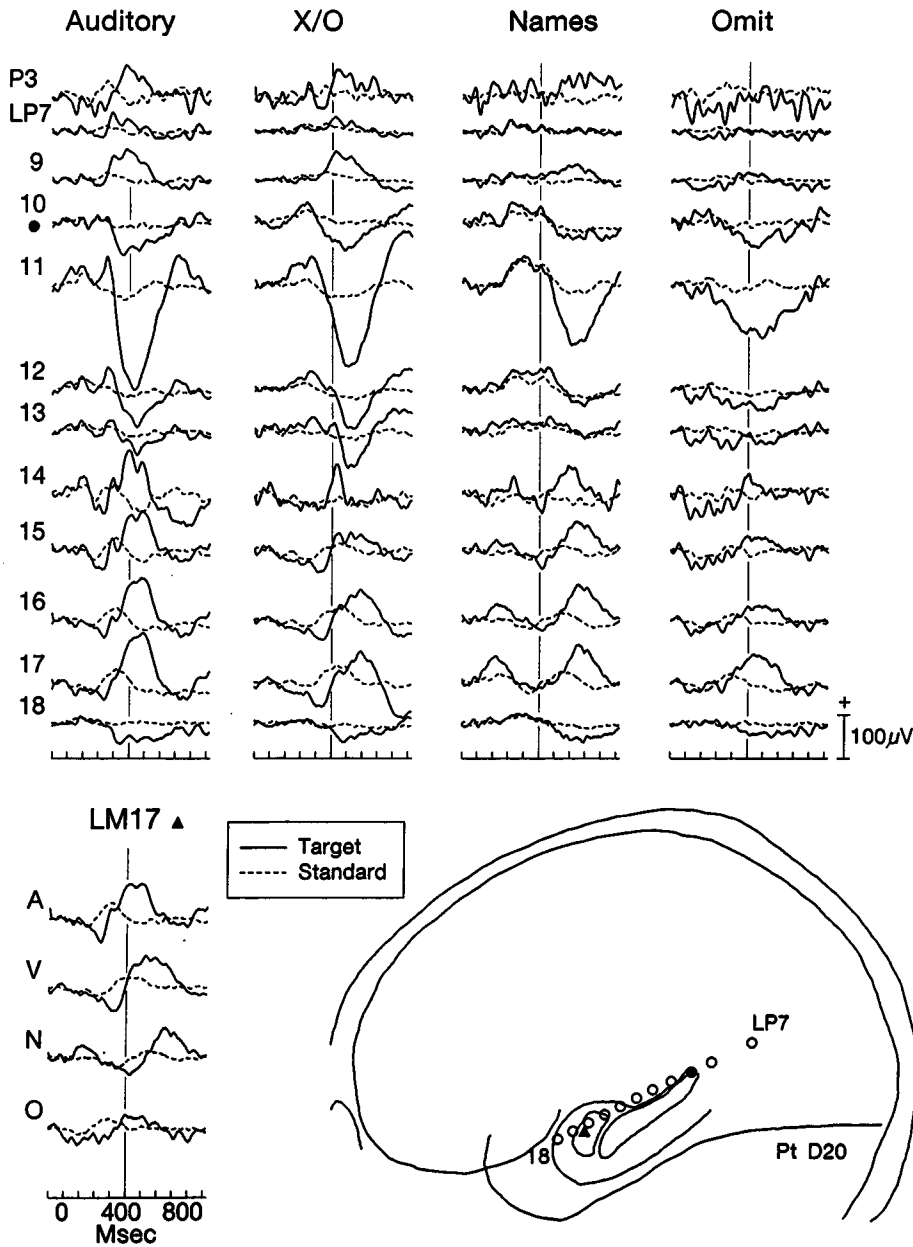 Auditory X/O Names Omit
P3
LP7
9
10
11
12
13
14
15
16
17
18
+
100μV
LM17
Target
Standard
A
V
N
O
LP7
18
Pt D20
0 400 800
Msec